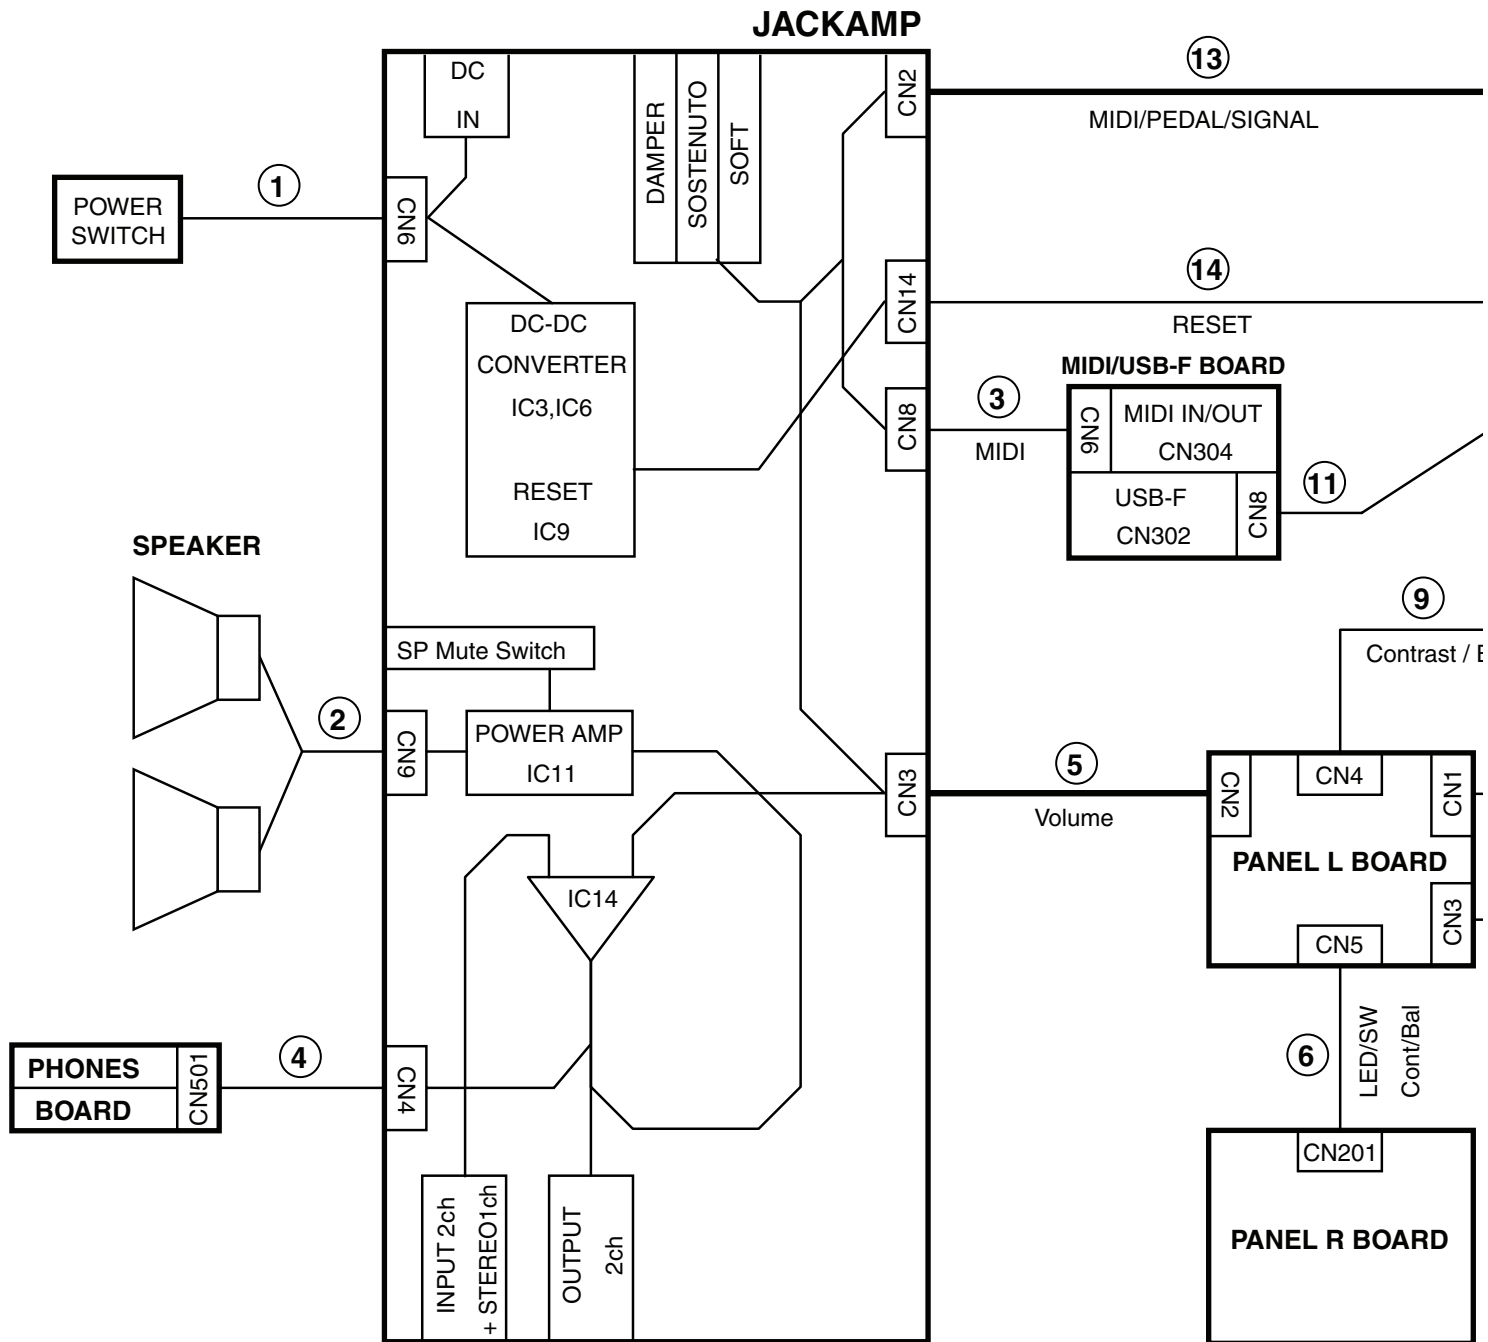 JACKAMP
DC
IN
DAMPER
SOSTENUTO
SOFT
CN2
13
MIDI/PEDAL/SIGNAL
POWER
SWITCH
1
CN6
CN14
14
RESET
DC-DC
CONVERTER
IC3,IC6
RESET
IC9
CN8
3
MIDI
MIDI/USB-F BOARD
CN6
MIDI IN/OUT
CN304
USB-F
CN302
CN8
11
SPEAKER
9
Contrast /
SP Mute Switch
2
CN9
POWER AMP
IC11
CN3
5
Volume
CN2
CN4
CN1
PANEL L BOARD
CN3
CN5
IC14
PHONES
BOARD
CN501
4
CN4
6
LED/SW
Cont/Bal
INPUT 2ch
+ STEREO1ch
OUTPUT
2ch
CN201
PANEL R BOARD